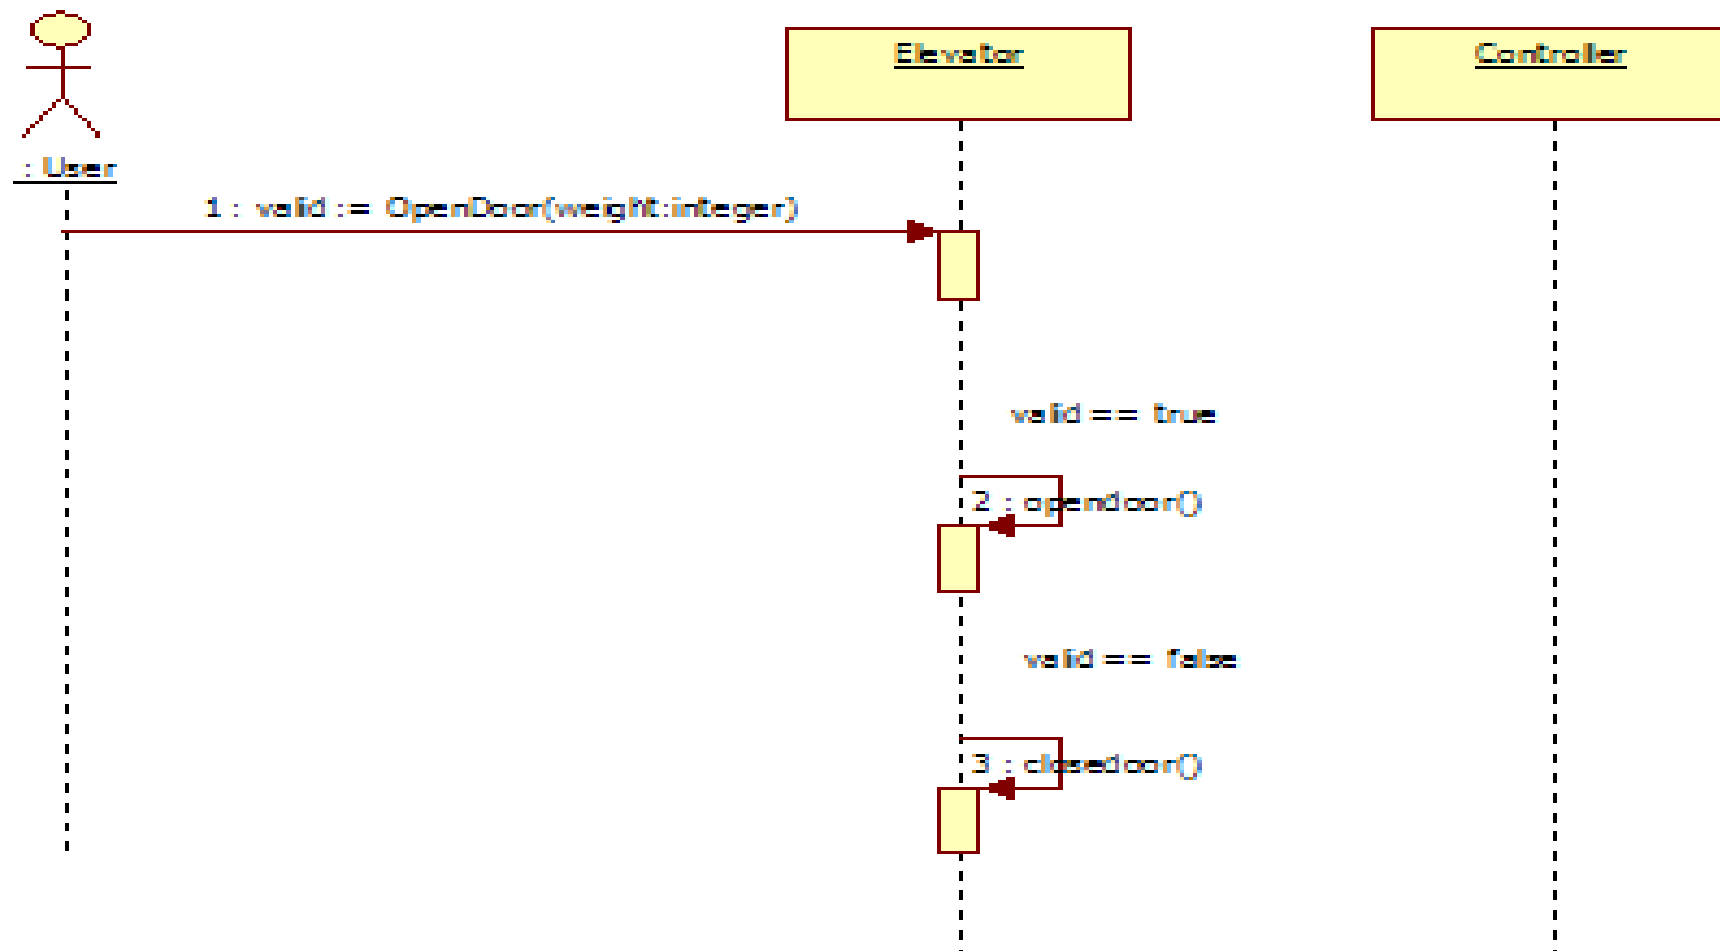 Elevator
Controller
: User
1 : valid := OpenDoor(weight:integer)
valid == true
2 : opendoor()
valid == false
3 : closedoor()